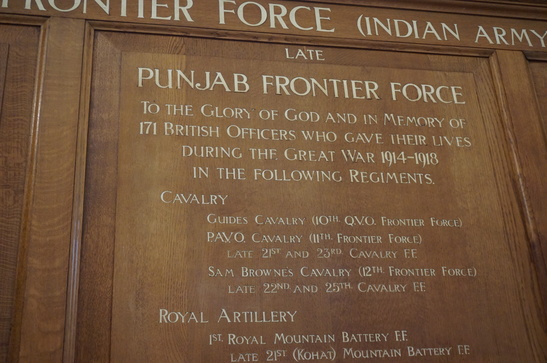 FRONTIER FORCE (INDIAN ARMY
LATE
PUNJAB FRONTIER FORCE
TO THE GLORY OF GOD AND IN MEMORY OF
171 BRITISH OFFICERS WHO GAVE THEIR LIVES
DURING THE GREAT WAR 1914-1918
IN THE FOLLOWING REGIMENTS.
CAVALRY
GUIDES CAVALRY (10TH. Q.V.O. FRONTIER FORCE)
P.A.V.O. CAVALRY (11TH. FRONTIER FORCE)
LATE 21ST AND 23RD. CAVALRY F.F.
SAM BROWNE'S CAVALRY (12TH. FRONTIER FORCE)
LATE 22ND. AND 25TH. CAVALRY F.F.
ROYAL ARTILLERY
1ST. ROYAL MOUNTAIN BATTERY F.F.
LATE 21ST (KOHAT) MOUNTAIN BATTERY F.F.